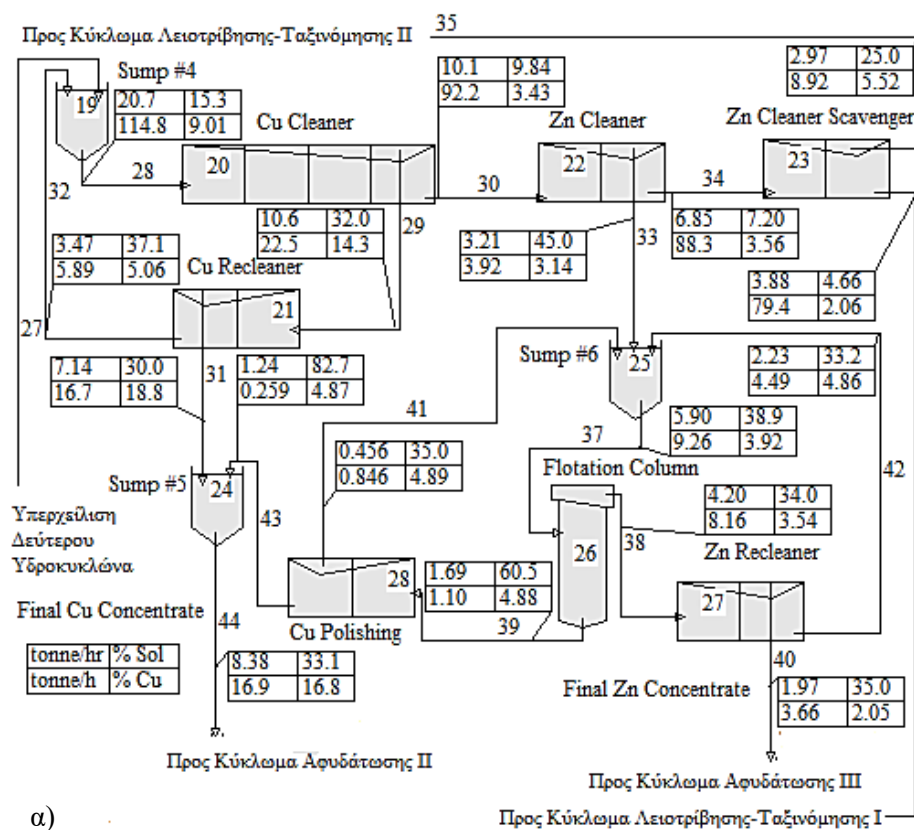 35
Προς Κύκλωμα Λειοτρίβησης-Ταξινόμησης II
2.97 25.0
8.92 5.52
Sump #4
19
10.1 9.84
92.2 3.43
20.7 15.3
114.8 9.01
Cu Cleaner
Zn Cleaner
Zn Cleaner Scavenger
20
22
23
32
28
30
34
29
10.6 32.0
22.5 14.3
33
6.85 7.20
88.3 3.56
3.47 37.1
5.89 5.06
3.21 45.0
3.92 3.14
Cu Recleaner
21
3.88 4.66
79.4 2.06
27
Sump #6
25
2.23 33.2
4.49 4.86
7.14 30.0
16.7 18.8
31
1.24 82.7
0.259 4.87
41
37
5.90 38.9
9.26 3.92
42
0.456 35.0
0.846 4.89
Flotation Column
Sump #5
24
43
4.20 34.0
8.16 3.54
Υπερχείλιση
Δεύτερου
Υδροκυκλώνα
26
38
Zn Recleaner
28
1.69 60.5
1.10 4.88
27
Final Cu Concentrate
44
Cu Polishing
39
tonne/hr % Sol
tonne/h % Cu
8.38 33.1
16.9 16.8
40
Final Zn Concentrate
1.97 35.0
3.66 2.05
Προς Κύκλωμα Αφυδάτωσης II
Προς Κύκλωμα Αφυδάτωσης III
α)
Προς Κύκλωμα Λειοτρίβησης-Ταξινόμησης I